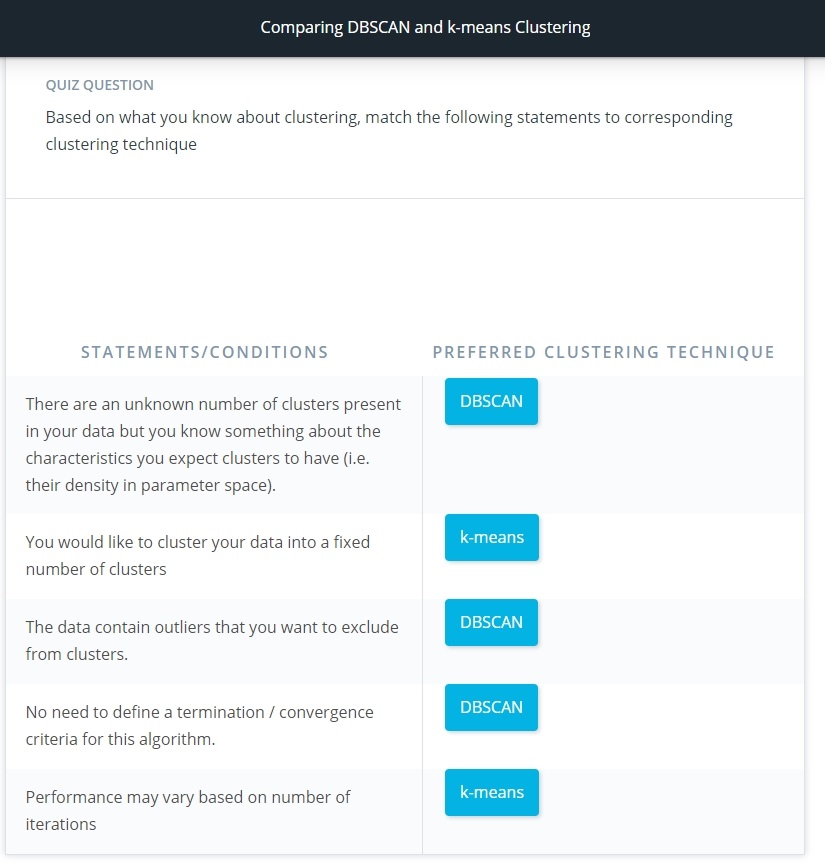 Comparing DBSCAN and k-means Clustering
QUIZ QUESTION
Based on what you know about clustering, match the following statements to corresponding
clustering technique
STATEMENTS/CONDITIONS
PREFERRED CLUSTERING TECHNIQUE
There are an unknown number of clusters present
in your data but you know something about the
characteristics you expect clusters to have (i.e.
their density in parameter space).
DBSCAN
You would like to cluster your data into a fixed
number of clusters
k-means
The data contain outliers that you want to exclude
from clusters.
DBSCAN
No need to define a termination / convergence
criteria for this algorithm.
DBSCAN
Performance may vary based on number of
iterations
k-means